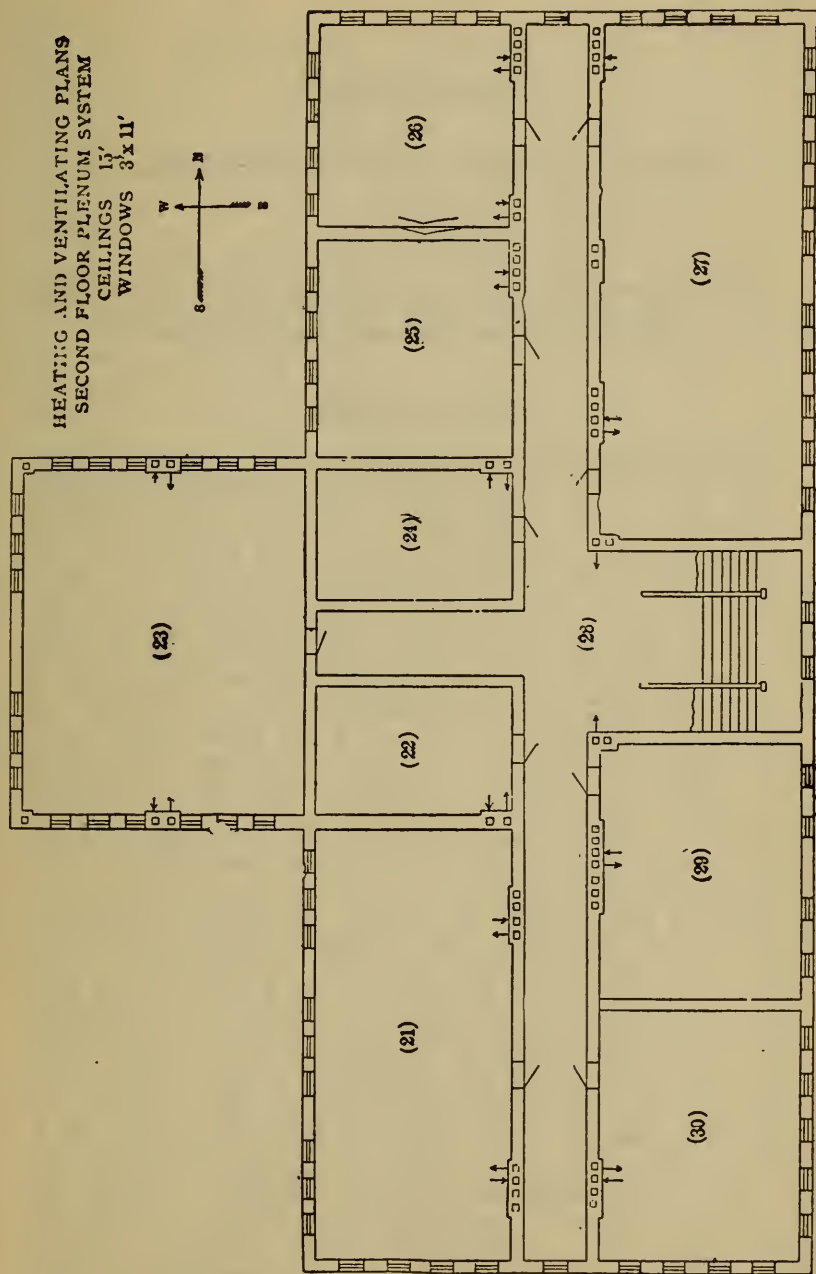 HEATING AND VENTILATING PLANS
SECOND FLOOR PLENUM SYSTEM
CEILINGS 15'
WINDOWS 3'x 11'
W
S N
E
(26)
(25)
(27)
(24)
(23)
(28)
(22)
(29)
(21)
(30)